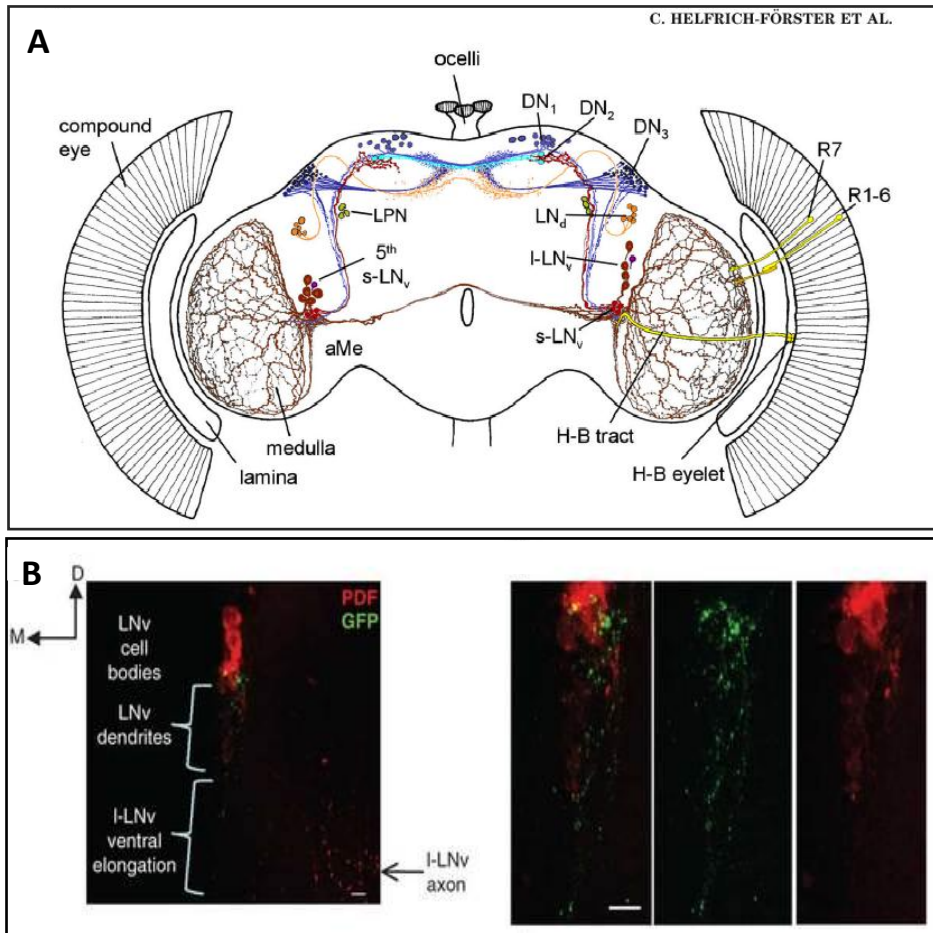 C. HELFRICH-FÖRSTER ET AL.
A
ocelli
DN1
DN2
DN3
compound
eye
R7
R1-6
LPN
LNd
5th
s-LNv
l-LNv
s-LNv
aMe
H-B tract
medulla
lamina
H-B eyelet
B
D
M
PDF
GFP
LNv
cell
bodies
LNv
dendrites
l-LNv
ventral
elongation
l-LNv
axon